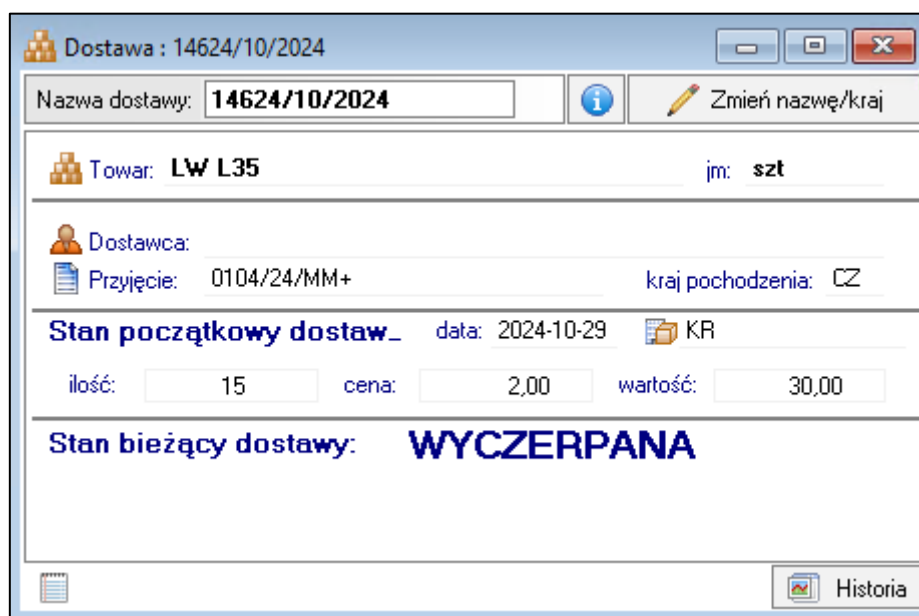 Dostawa : 14624/10/2024
Nazwa dostawy: 14624/10/2024 Zmień nazwę/kraj
Towar: LW L35 jm: szt
Dostawca:
Przyjęcie: 0104/24/MM+ kraj pochodzenia: CZ
Stan początkowy dostaw_ data: 2024-10-29 KR
ilość: 15 cena: 2,00 wartość: 30,00
Stan bieżący dostawy: WYCZERPANA
Historia